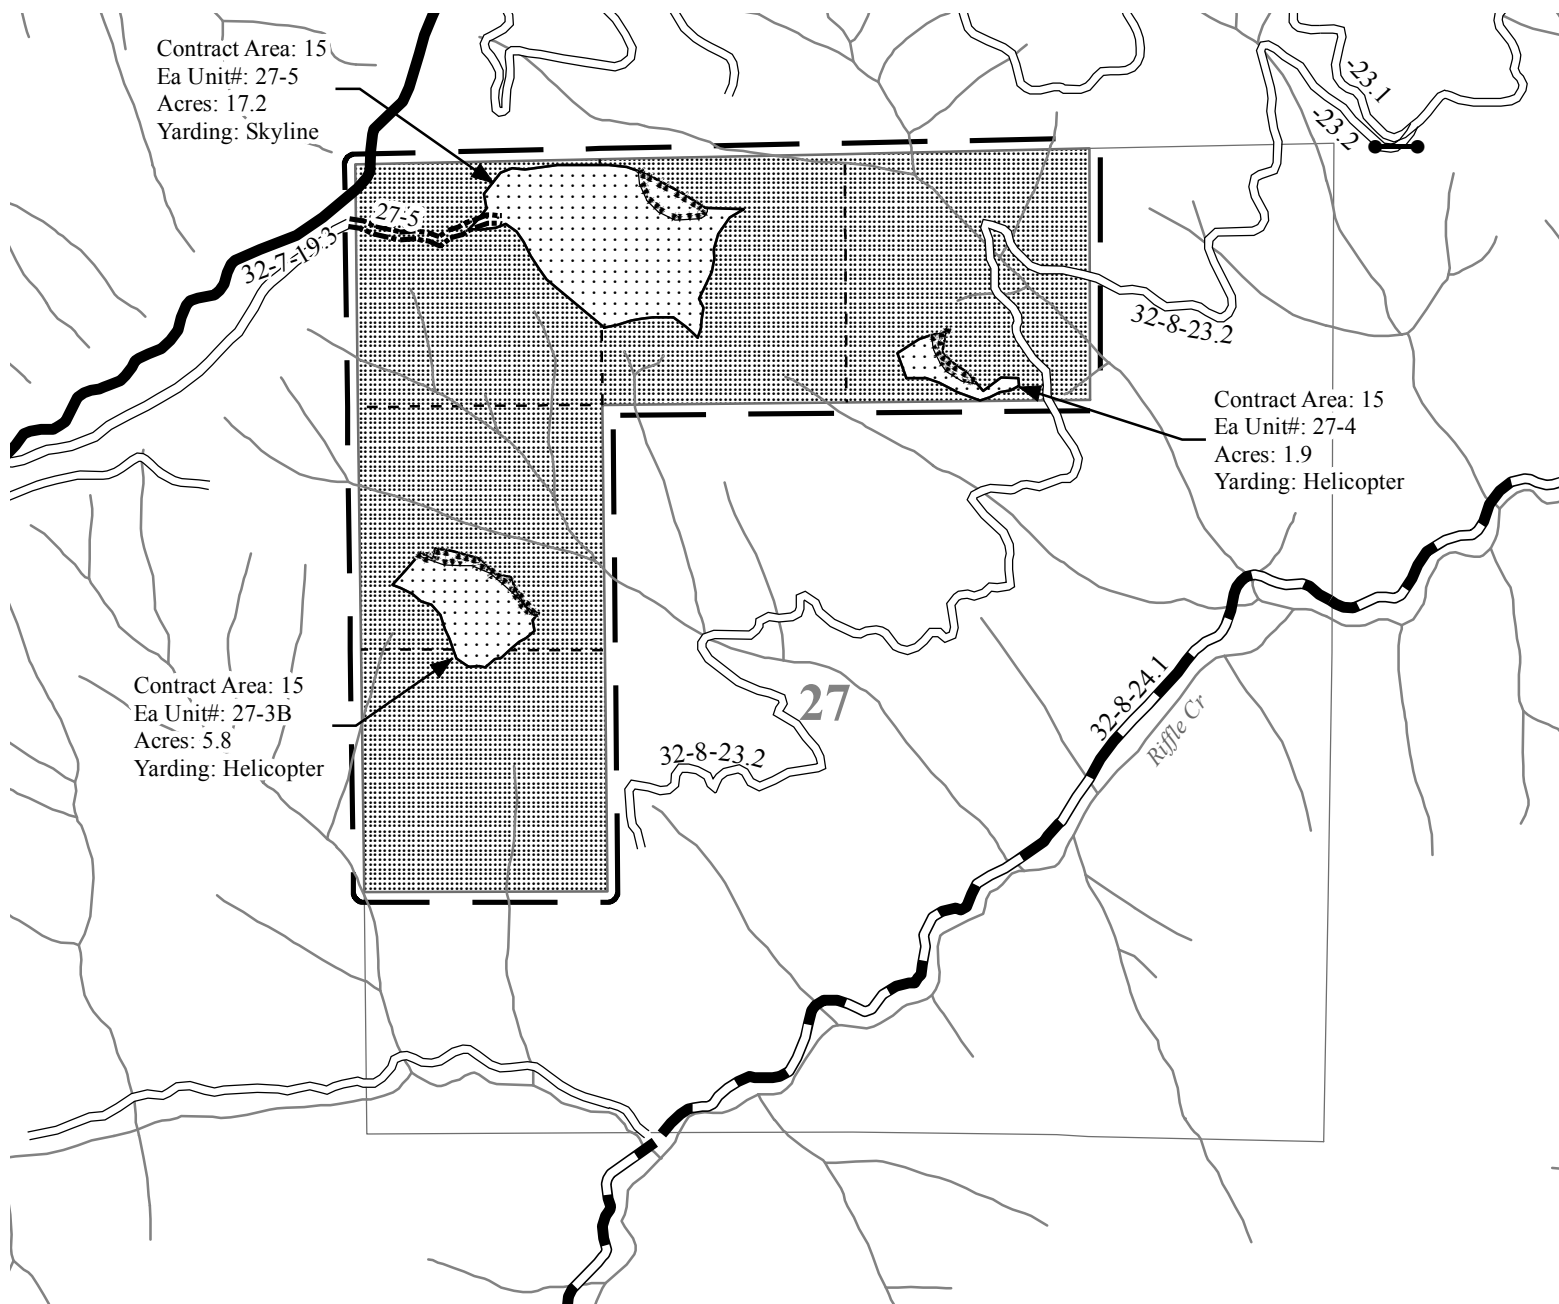 Contract Area: 15
Ea Unit#: 27-5
Acres: 17.2
Yarding: Skyline
-23.1
-23.2
27-5
32-7-19.3
32-8-23.2
Contract Area: 15
Ea Unit#: 27-4
Acres: 1.9
Yarding: Helicopter
Contract Area: 15
Ea Unit#: 27-3B
Acres: 5.8
Yarding: Helicopter
27
32-8-24.1
Riffle Cr
32-8-23.2